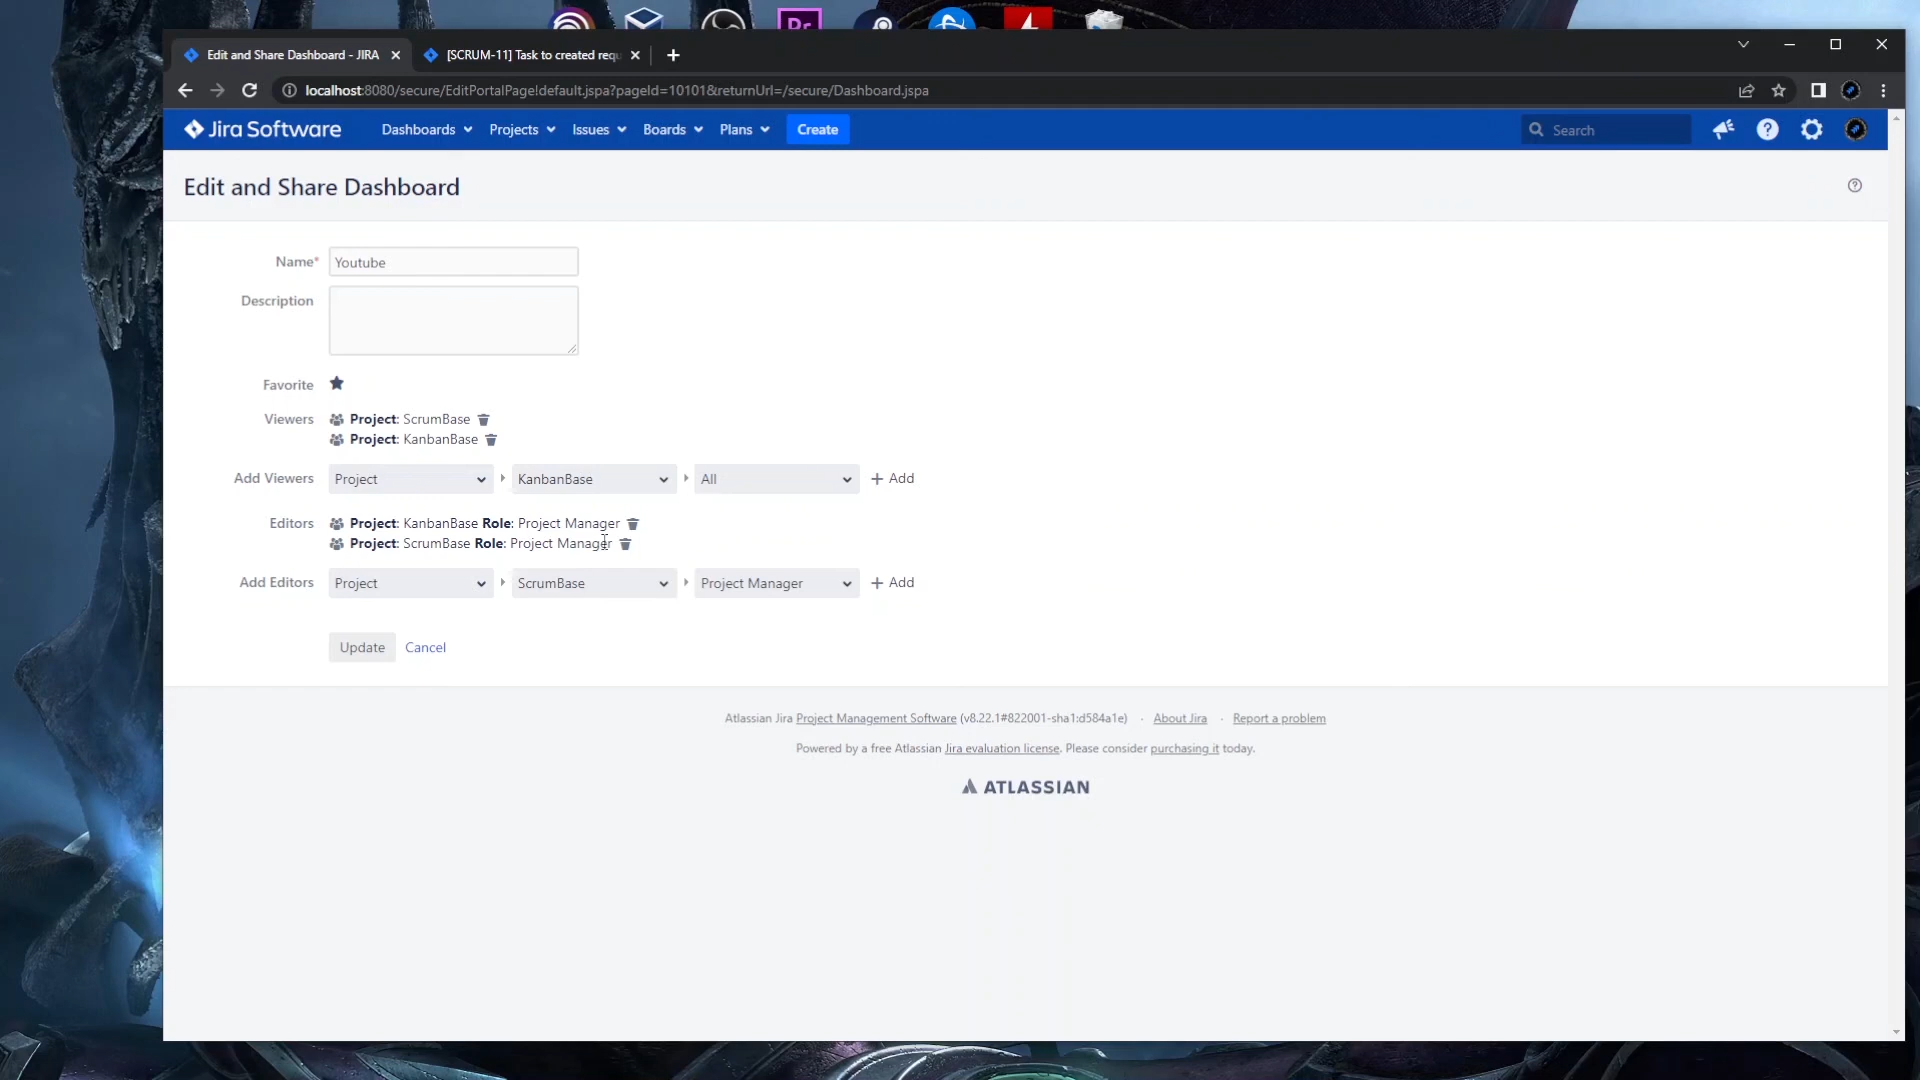 Pr
Edit and Share Dashboard - JIRA
[SCRUM-11] Task to created requ
localhost:8080/secure/EditPortalPage!default.jspa?pageId=10101&returnUrl=/secure/Dashboard.jspa
Jira Software Dashboards Projects Issues Boards Plans Create Search
Edit and Share Dashboard
Name* Youtube
Description
Favorite
Viewers Project: ScrumBase
Project: KanbanBase
Add Viewers Project KanbanBase All + Add
Editors Project: KanbanBase Role: Project Manager
Project: ScrumBase Role: Project Manager
Add Editors Project ScrumBase Project Manager + Add
Update Cancel
Atlassian Jira Project Management Software (v8.22.1#822001-sha1:d584a1e) · About Jira · Report a problem
Powered by a free Atlassian Jira evaluation license. Please consider purchasing it today.
ATLASSIAN